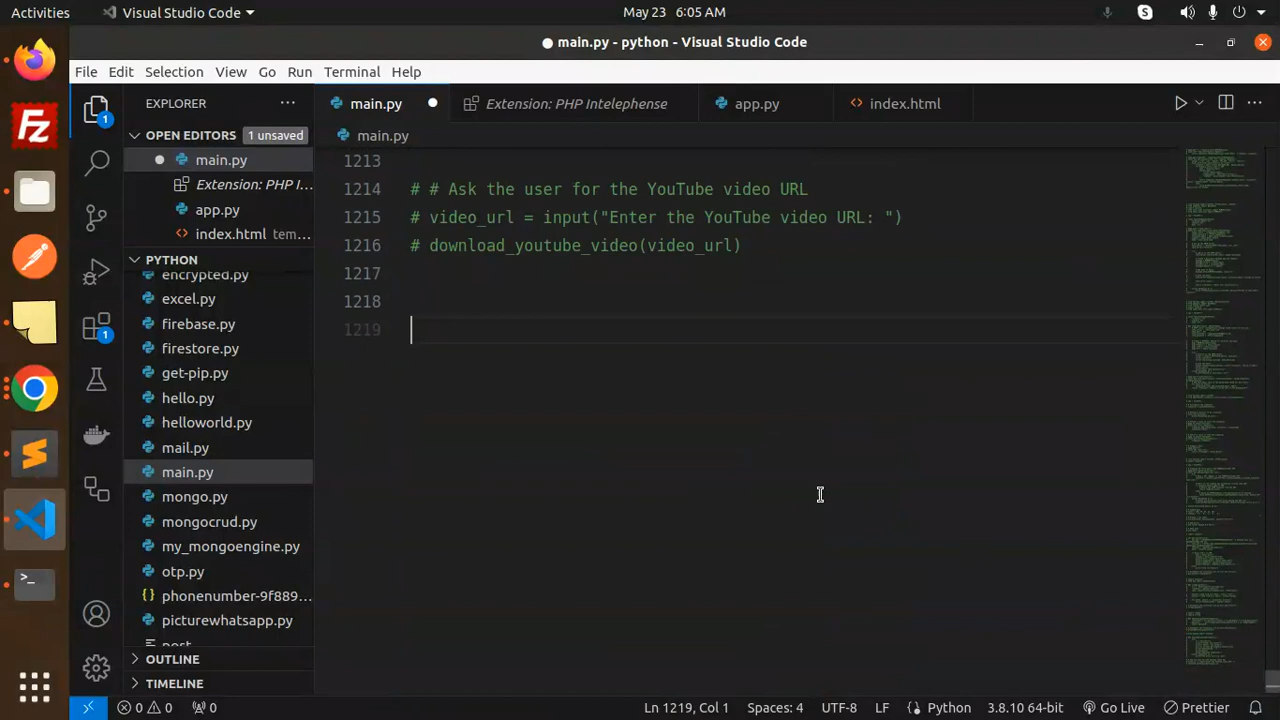 Activities
Visual Studio Code
May 23 6:05 AM
main.py - python - Visual Studio Code
File Edit Selection View Go Run Terminal Help
EXPLORER
main.py
Extension: PHP Intelephense
app.py
index.html
OPEN EDITORS
1 unsaved
main.py
main.py
Extension: PHP I...
app.py
index.html tem...
PYTHON
encrypted.py
excel.py
firebase.py
firestore.py
get-pip.py
hello.py
helloworld.py
mail.py
main.py
mongo.py
mongocrud.py
my_mongoengine.py
otp.py
phonenumber-9f889...
picturewhatsapp.py
post
OUTLINE
TIMELINE
1213
1214 # # Ask the user for the YouTube video URL
1215 # video_url = input("Enter the YouTube video URL: ")
1216 # download_youtube_video(video_url)
1217
1218
1219
0 0 0
Ln 1219, Col 1
Spaces: 4
UTF-8
LF
Python
3.8.10 64-bit
Go Live
Prettier